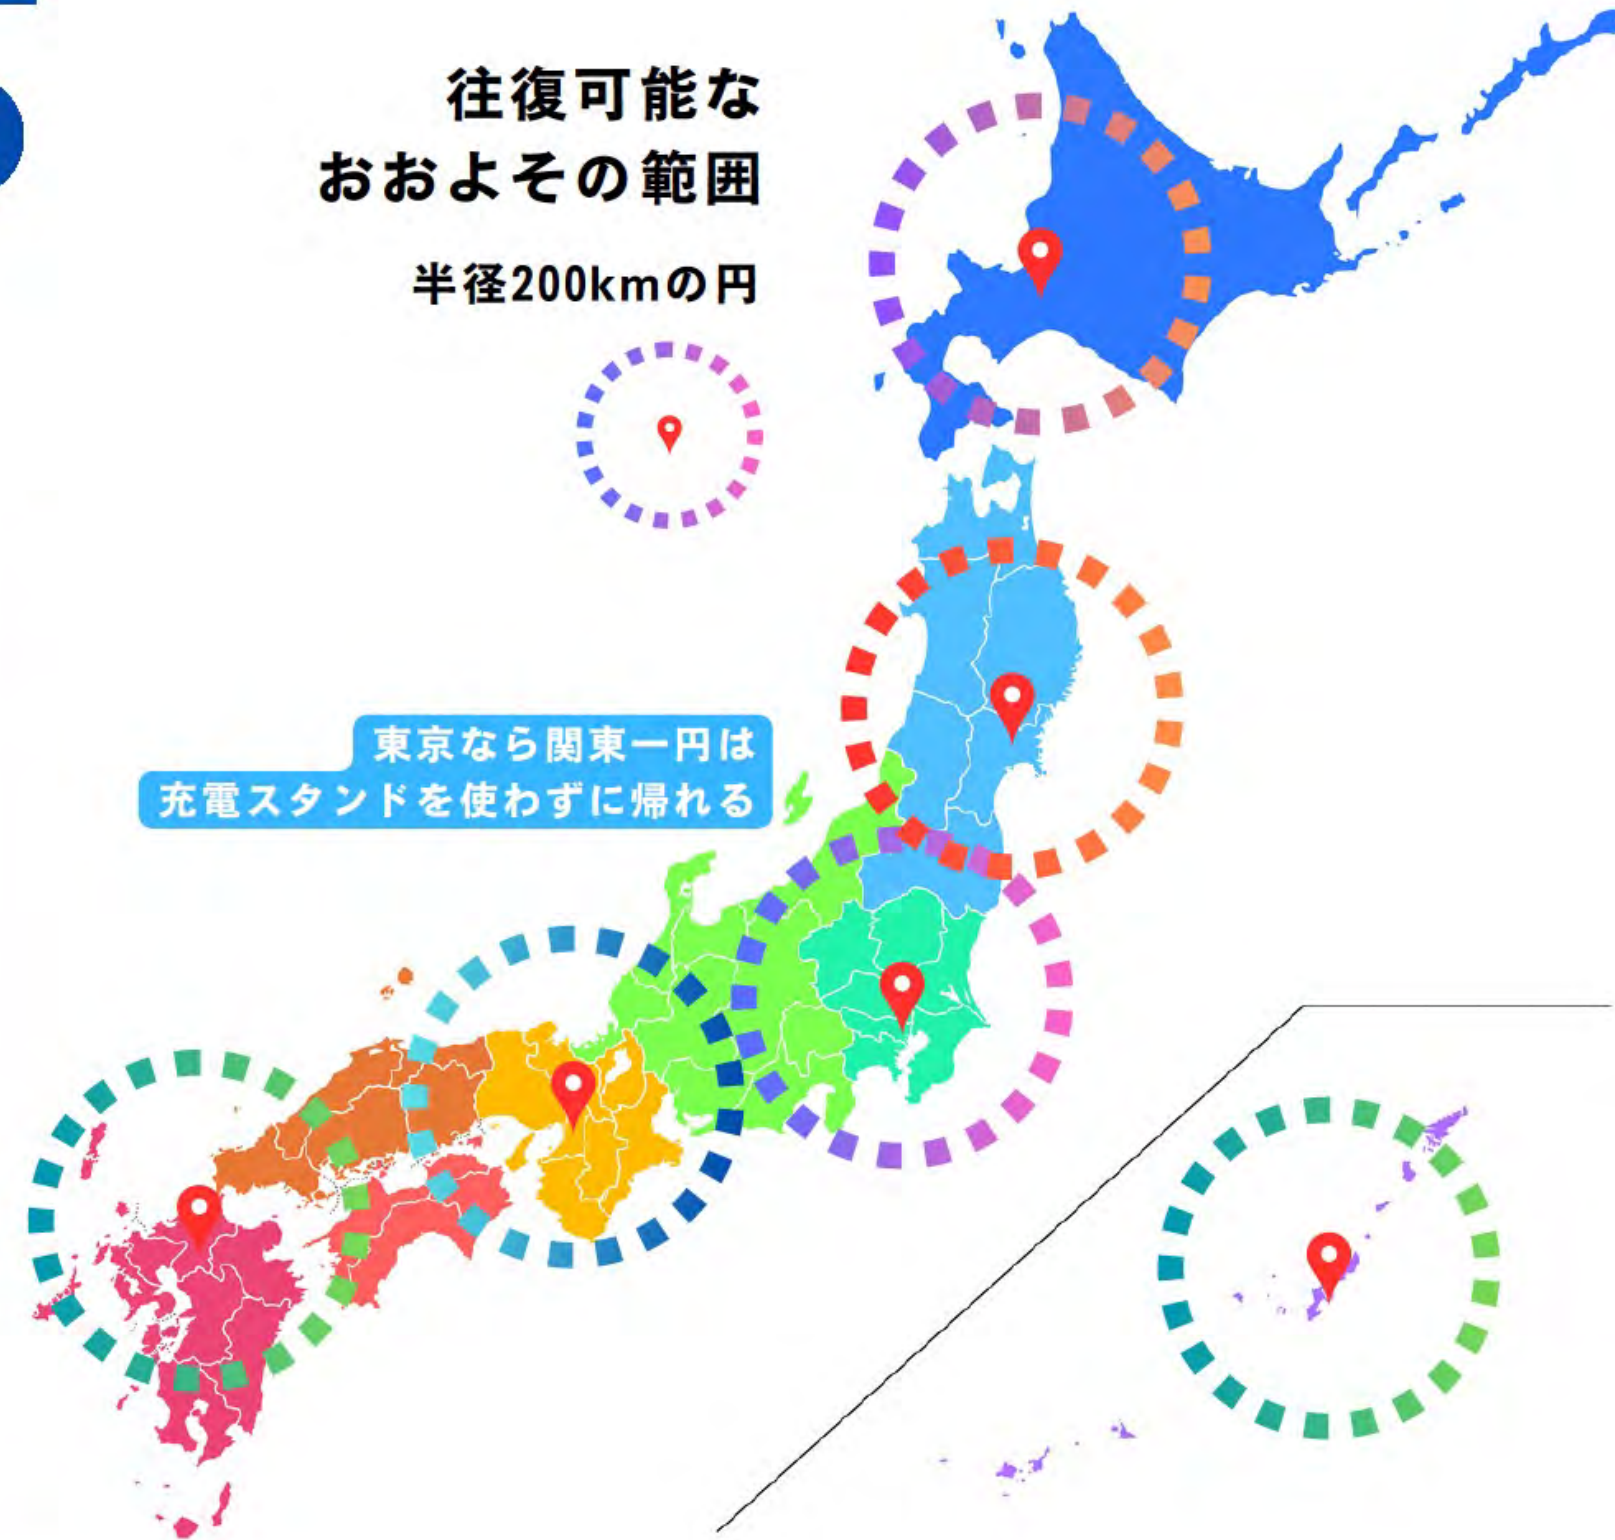 往復可能な
おおよその範囲
半径200kmの円
東京なら関東一円は
充電スタンドを使わずに帰れる